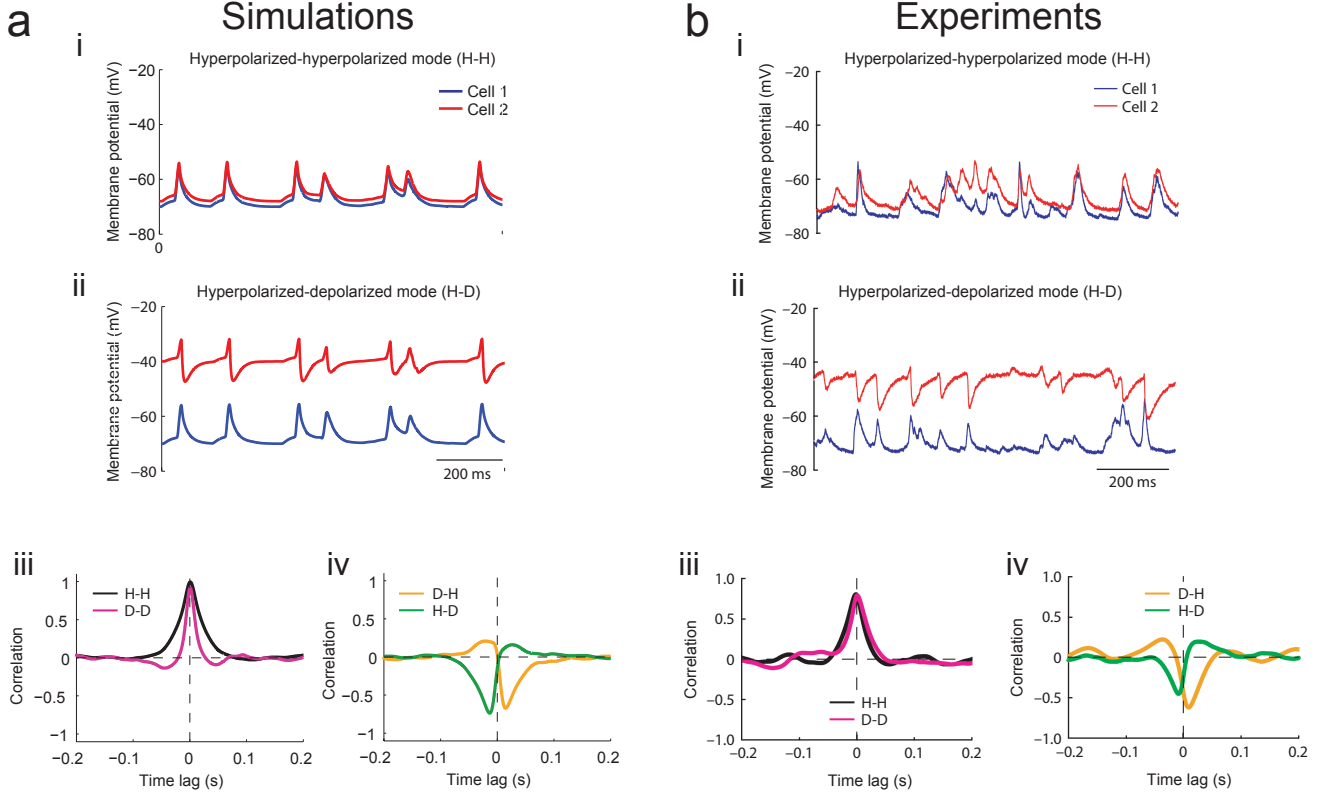 a
Simulations
i
Hyperpolarized-hyperpolarized mode (H-H)
Membrane potential (mV)
−20
−40
−60
−80
0
Cell 1
Cell 2
ii
Hyperpolarized-depolarized mode (H-D)
Membrane potential (mV)
−20
−40
−60
−80
200 ms
iii
Correlation
1
0.5
0
−0.5
−1
H-H
D-D
−0.2
−0.1
0
0.1
0.2
Time lag (s)
iv
Correlation
1
0.5
0
−0.5
−1
D-H
H-D
−0.2
−0.1
0
0.1
0.2
Time lag (s)
b
Experiments
i
Hyperpolarized-hyperpolarized mode (H-H)
Membrane potential (mV)
−20
−40
−60
−80
Cell 1
Cell 2
ii
Hyperpolarized-depolarized mode (H-D)
Membrane potential (mV)
−20
−40
−60
−80
200 ms
iii
Correlation
1.0
0.5
0
−0.5
−1.0
H-H
D-D
−0.2
−0.1
0
0.1
0.2
Time lag (s)
iv
Correlation
1.0
0.5
0
−0.5
−1.0
D-H
H-D
−0.2
−0.1
0
0.1
0.2
Time lag (s)